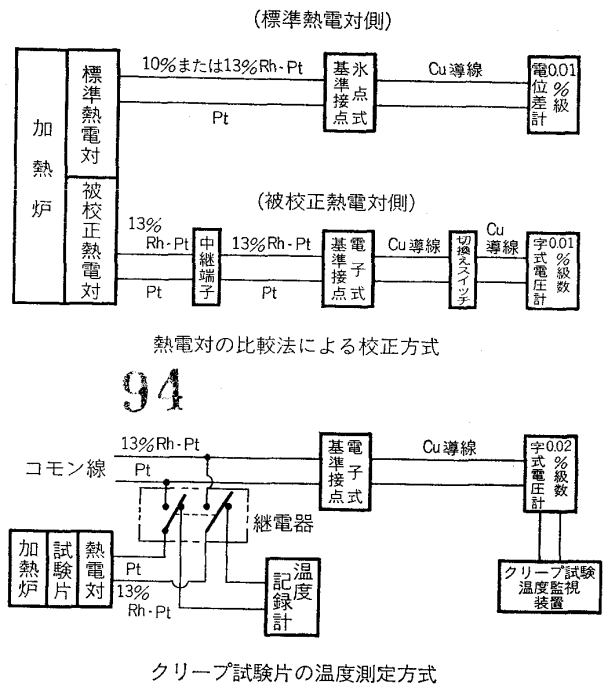 (標準熱電対側)
加熱炉
標準熱電対
10%または13%Rh-Pt
Pt
氷点式
基準接点
Cu導線
0.01%級
電位差計
被校正熱電対
(被校正熱電対側)
13%
Rh-Pt
Pt
中継端子
13%Rh-Pt
Pt
電子式
基準接点
Cu導線
切換えスイッチ
Cu
導線
0.01%級数
字式電圧計
熱電対の比較法による校正方式
94
コモン線
13%Rh-Pt
Pt
電子式
基準接点
Cu導線
0.02%級数
字式電圧計
継電器
加熱炉
試験片
熱電対
Pt
13%
Rh-Pt
温度
記録計
クリープ試験
温度監視
装置
クリープ試験片の温度測定方式